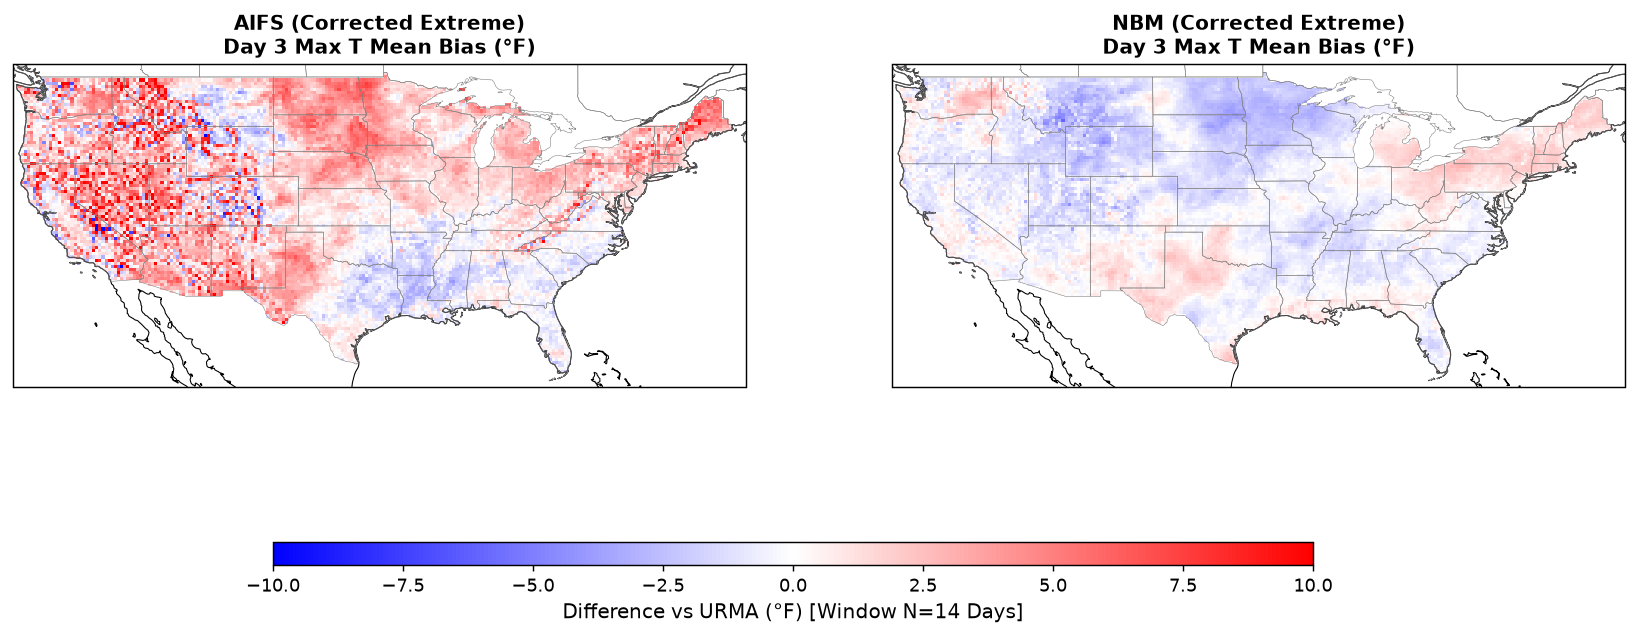 AIFS (Corrected Extreme)
Day 3 Max T Mean Bias (°F)
NBM (Corrected Extreme)
Day 3 Max T Mean Bias (°F)
−10.0 −7.5 −5.0 −2.5 0.0 2.5 5.0 7.5 10.0
Difference vs URMA (°F) [Window N=14 Days]